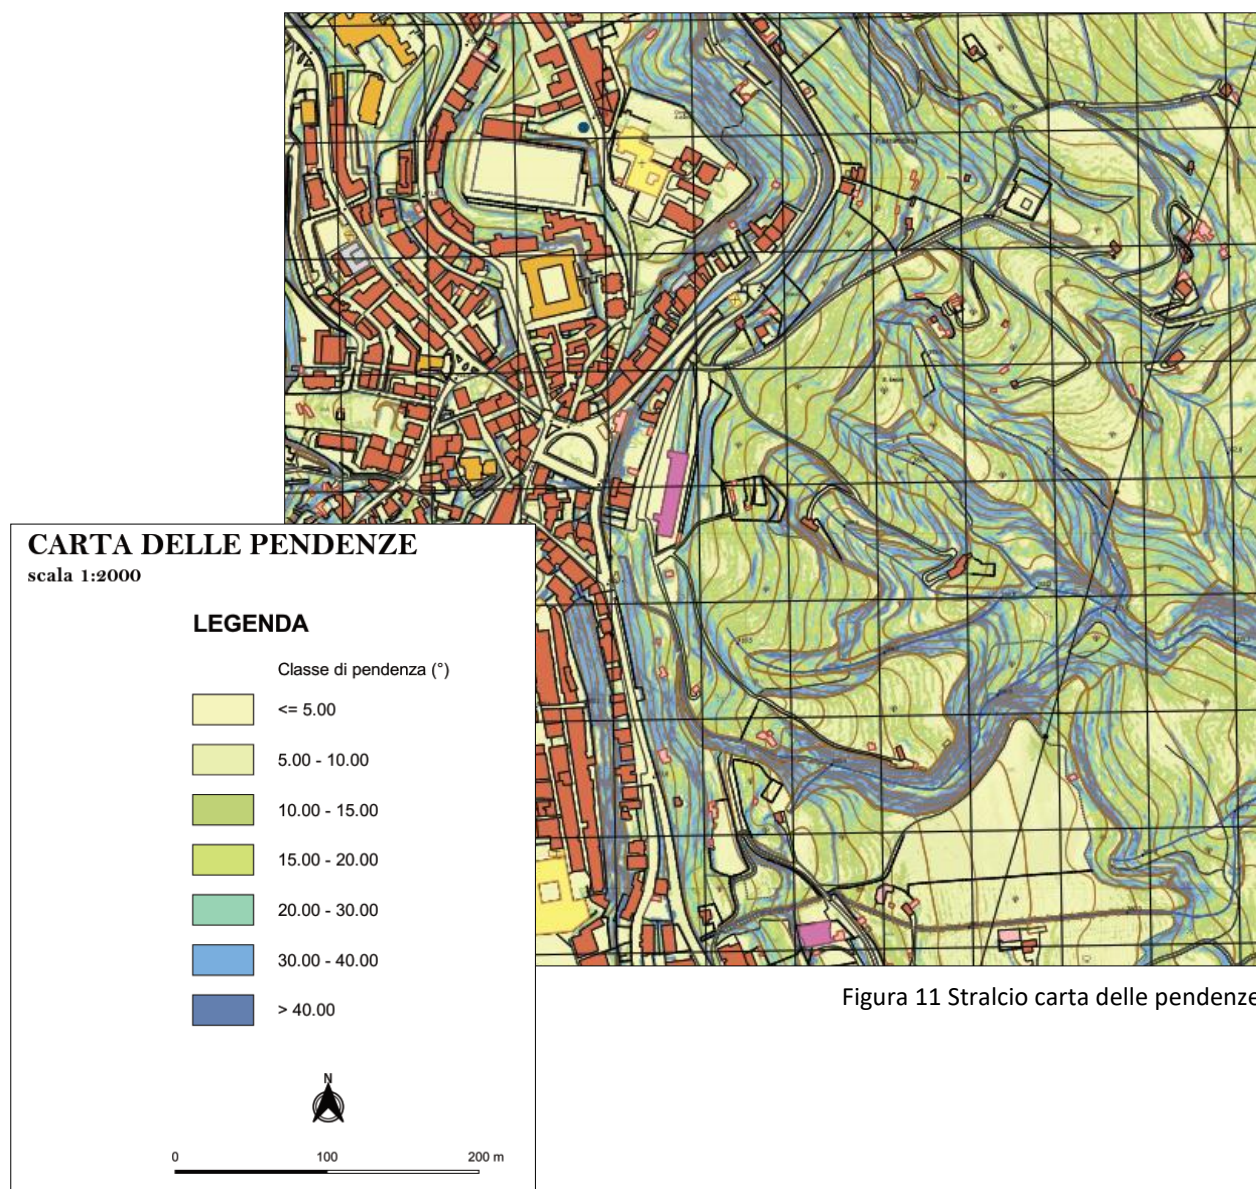 CARTA DELLE PENDENZE
scala 1:2000
LEGENDA
Classe di pendenza (°)
<= 5.00
5.00 - 10.00
10.00 - 15.00
15.00 - 20.00
20.00 - 30.00
30.00 - 40.00
> 40.00
N
0 100 200 m
Figura 11 Stralcio carta delle pendenze